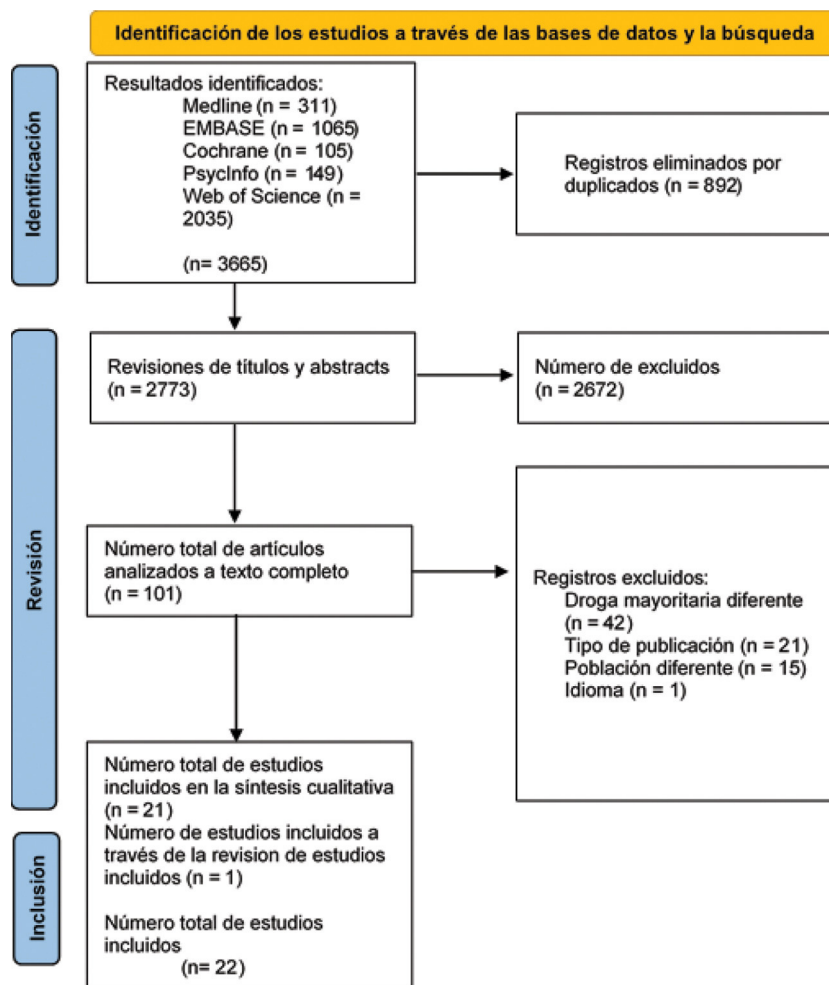 Identificación de los estudios a través de las bases de datos y la búsqueda
Identificación
Resultados identificados:
Medline (n = 311)
EMBASE (n = 1065)
Cochrane (n = 105)
PsycInfo (n = 149)
Web of Science (n =
2035)
(n= 3665)
Registros eliminados por
duplicados (n = 892)
Revisión
Revisiones de títulos y abstracts
(n = 2773)
Número de excluidos
(n = 2672)
Número total de artículos
analizados a texto completo
(n = 101)
Registros excluidos:
Droga mayoritaria diferente
(n = 42)
Tipo de publicación (n = 21)
Población diferente (n = 15)
Idioma (n = 1)
Inclusión
Número total de estudios
incluidos en la síntesis cualitativa
(n = 21)
Número de estudios incluidos a
través de la revision de estudios
incluidos (n = 1)
Número total de estudios
incluidos
(n= 22)